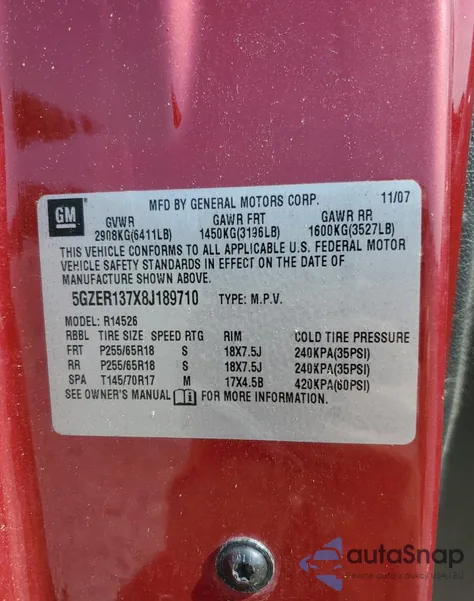 MFD BY GENERAL MOTORS CORP. 11/07
GM
GVWR GAWR FRT GAWR RR
2908KG(6411LB) 1450KG(3196LB) 1600KG(3527LB)
THIS VEHICLE CONFORMS TO ALL APPLICABLE U.S. FEDERAL MOTOR
VEHICLE SAFETY STANDARDS IN EFFECT ON THE DATE OF
MANUFACTURE SHOWN ABOVE.
5GZER137X8J189710 TYPE: M.P.V.
MODEL: R14526
RBBL TIRE SIZE SPEED RTG RIM COLD TIRE PRESSURE
FRT P255/65R18 S 18X7.5J 240KPA(35PSI)
RR P255/65R18 S 18X7.5J 240KPA(35PSI)
SPA T145/70R17 M 17X4.5B 420KPA(60PSI)
SEE OWNER'S MANUAL i FOR MORE INFORMATION.
autoSnap